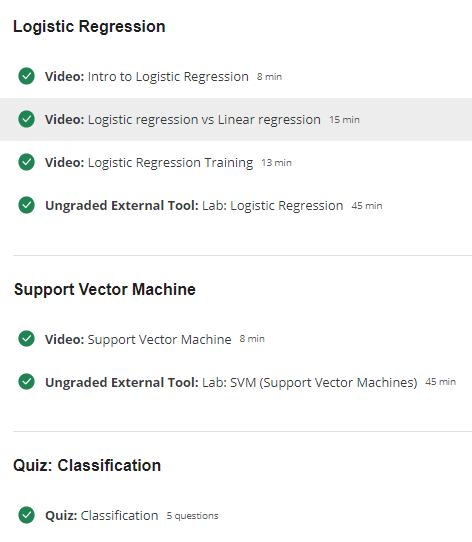 Logistic Regression
Video: Intro to Logistic Regression 8 min
Video: Logistic regression vs Linear regression 15 min
Video: Logistic Regression Training 13 min
Ungraded External Tool: Lab: Logistic Regression 45 min
Support Vector Machine
Video: Support Vector Machine 8 min
Ungraded External Tool: Lab: SVM (Support Vector Machines) 45 min
Quiz: Classification
Quiz: Classification 5 questions